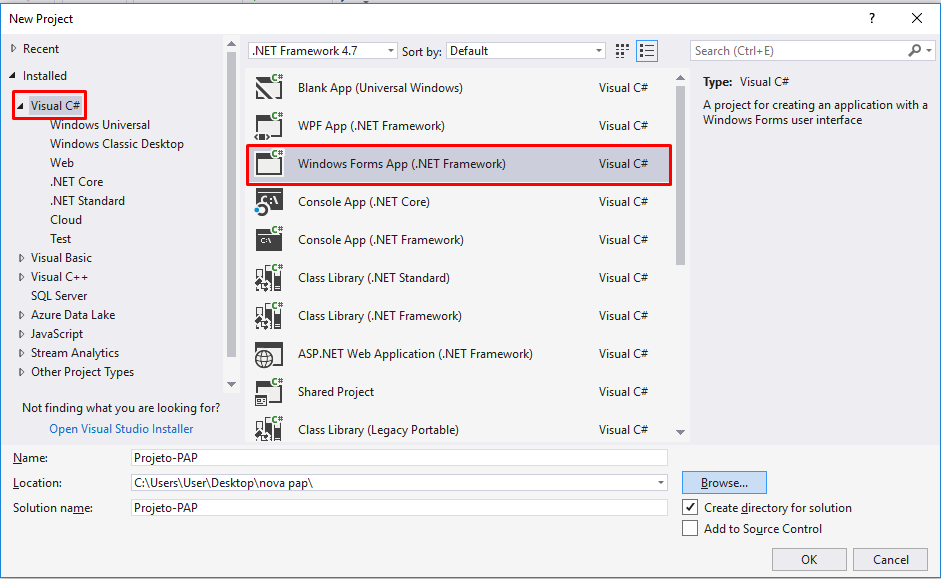 New Project
?
Recent
Installed
Visual C#
Windows Universal
Windows Classic Desktop
Web
.NET Core
.NET Standard
Cloud
Test
Visual Basic
Visual C++
SQL Server
Azure Data Lake
JavaScript
Stream Analytics
Other Project Types
Not finding what you are looking for?
Open Visual Studio Installer
.NET Framework 4.7 Sort by: Default
Blank App (Universal Windows) Visual C#
WPF App (.NET Framework) Visual C#
Windows Forms App (.NET Framework) Visual C#
Console App (.NET Core) Visual C#
Console App (.NET Framework) Visual C#
Class Library (.NET Standard) Visual C#
Class Library (.NET Framework) Visual C#
ASP.NET Web Application (.NET Framework) Visual C#
Shared Project Visual C#
Class Library (Legacy Portable) Visual C#
Search (Ctrl+E)
Type: Visual C#
A project for creating an application with a
Windows Forms user interface
Name: Projeto-PAP
Location: C:\Users\User\Desktop\nova pap\ Browse...
Solution name: Projeto-PAP
Create directory for solution
Add to Source Control
OK Cancel